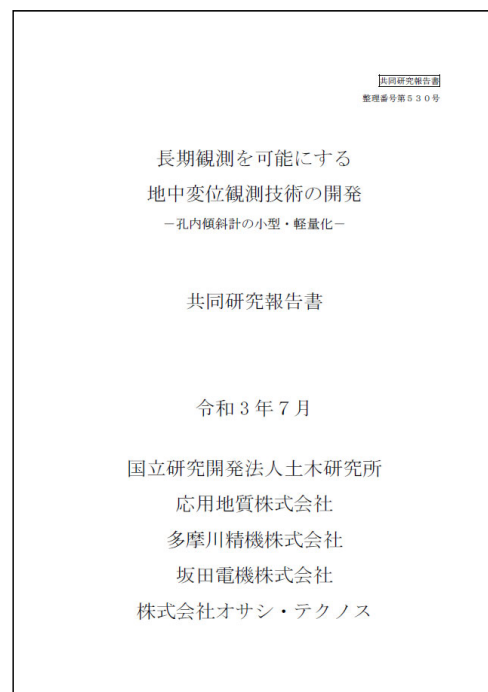 共同研究報告書
整理番号第530号
長期観測を可能にする
地中変位観測技術の開発
－孔内傾斜計の小型・軽量化－
共同研究報告書
令和3年7月
国立研究開発法人土木研究所
応用地質株式会社
多摩川精機株式会社
坂田電機株式会社
株式会社オサシ・テクノス